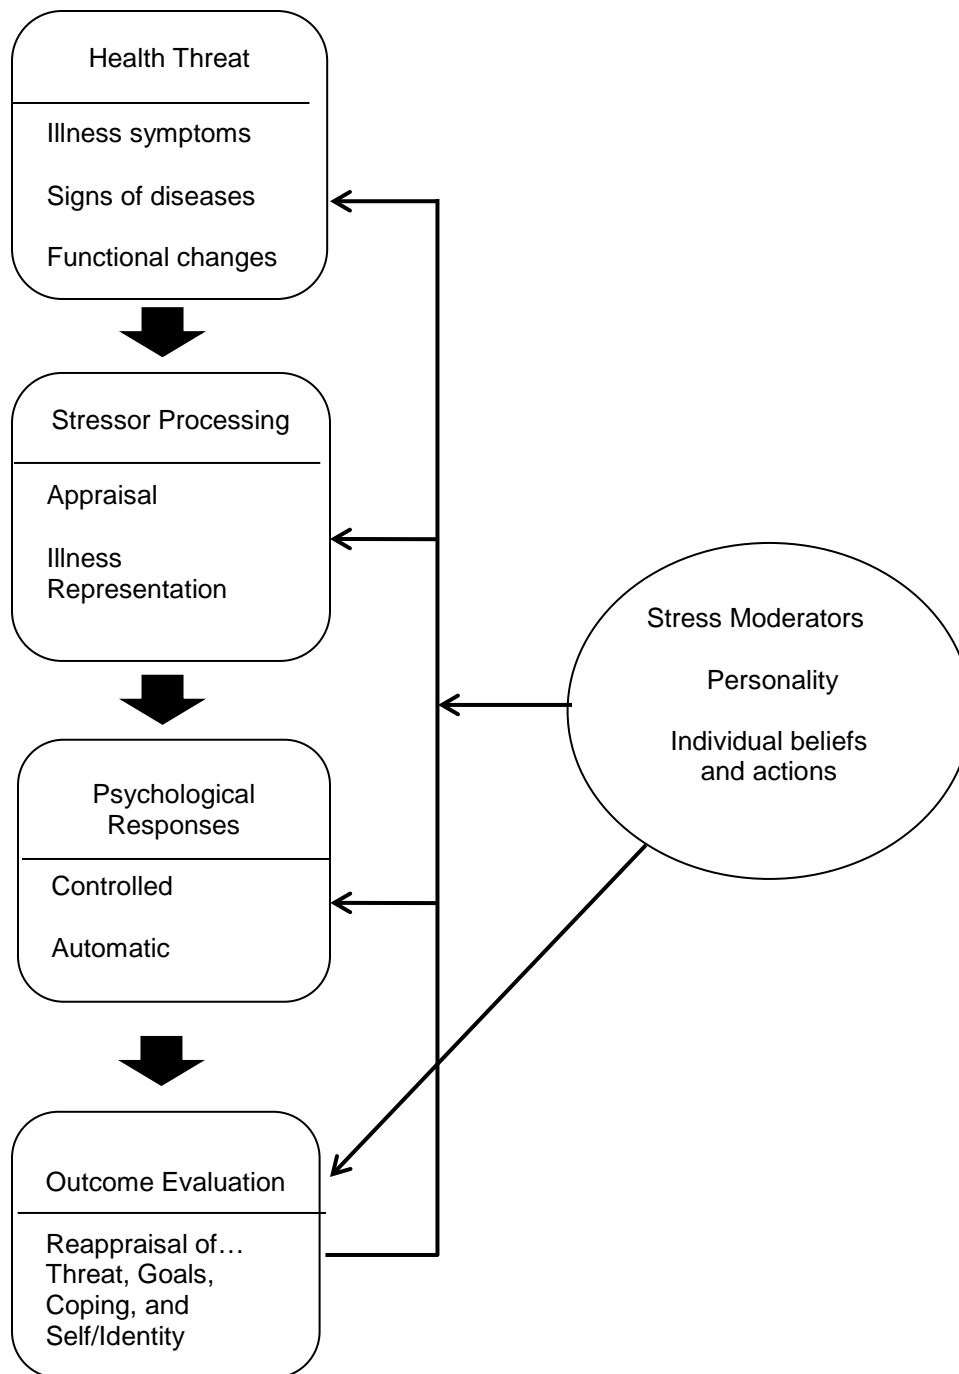 Health Threat
Illness symptoms
Signs of diseases
Functional changes
Stressor Processing
Appraisal
Illness
Representation
Stress Moderators
Personality
Individual beliefs
and actions
Psychological
Responses
Controlled
Automatic
Outcome Evaluation
Reappraisal of…
Threat, Goals,
Coping, and
Self/Identity